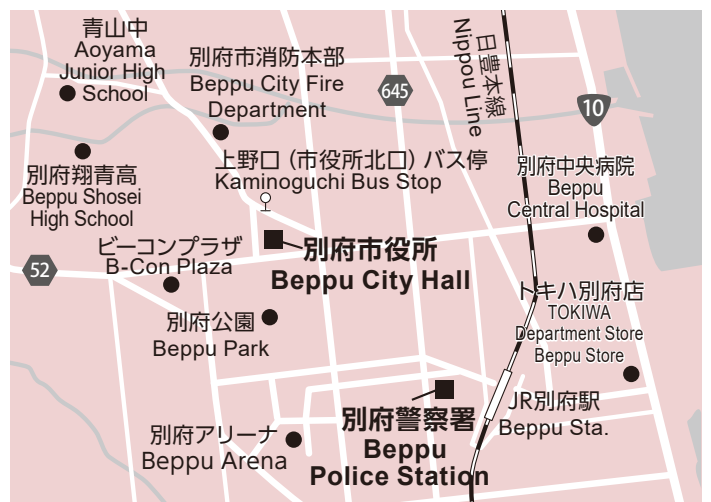 青山中
Aoyama
Junior High
School
別府市消防本部
Beppu City Fire
Department
645
日豊本線
Nippou Line
10
別府翔青高
Beppu Shosei
High School
上野口（市役所北口）バス停
Kaminoguchi Bus Stop
別府中央病院
Beppu
Central Hospital
ビーコンプラザ
B-Con Plaza
52
別府市役所
Beppu City Hall
トキハ別府店
TOKIWA
Department Store
Beppu Store
別府公園
Beppu Park
別府警察署
Beppu
Police Station
JR別府駅
Beppu Sta.
別府アリーナ
Beppu Arena